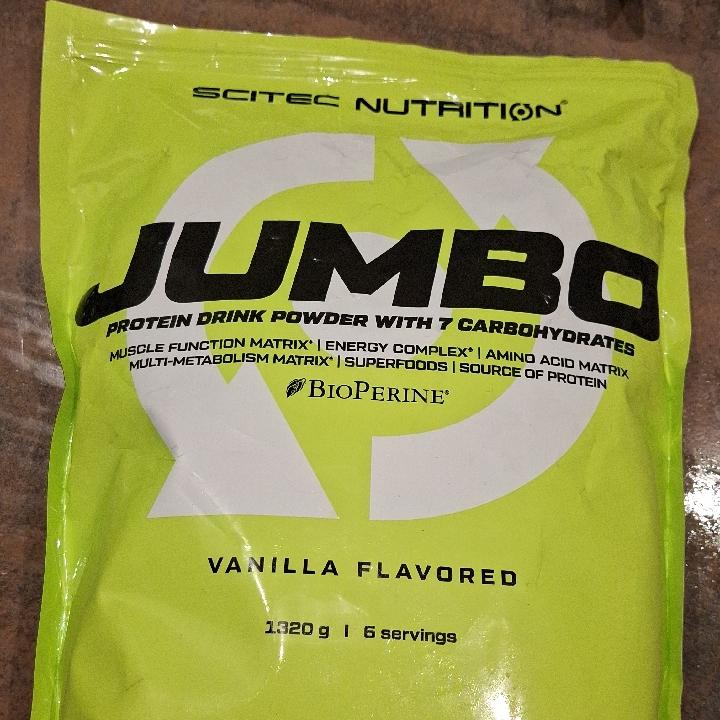 SCITEC NUTRITION®
JUMBO
PROTEIN DRINK POWDER WITH 7 CARBOHYDRATES
MUSCLE FUNCTION MATRIX* | ENERGY COMPLEX* | AMINO ACID MATRIX
MULTI-METABOLISM MATRIX* | SUPERFOODS | SOURCE OF PROTEIN
BIOPERINE®
VANILLA FLAVORED
1320 g | 6 servings